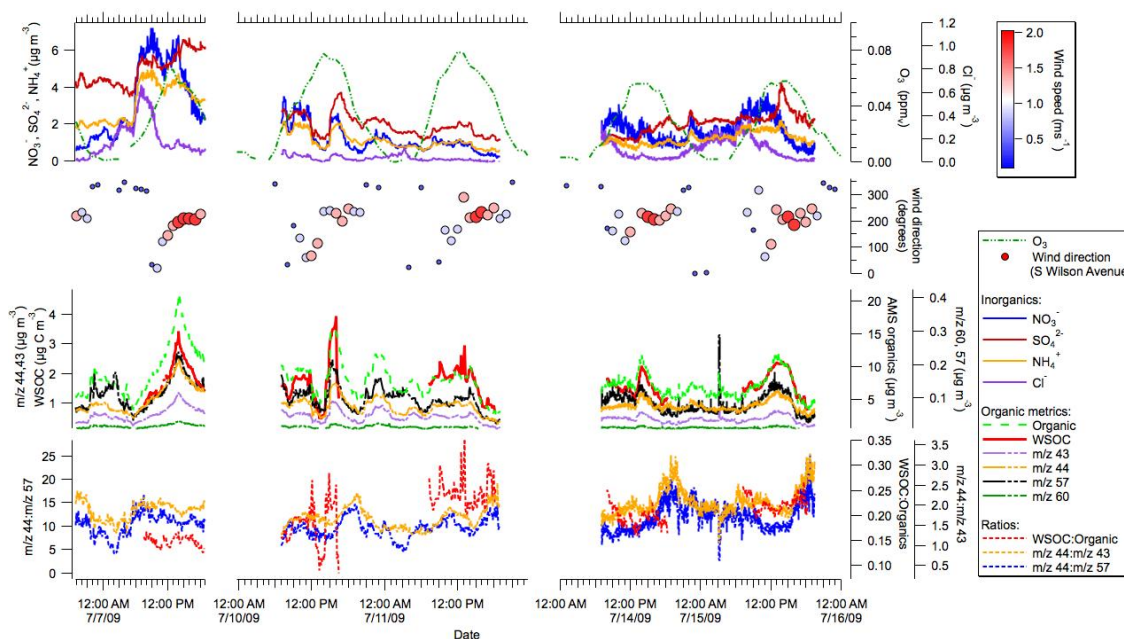 NO₃⁻, SO₄²⁻, NH₄⁺ (µg m⁻³)
6
4
2
0
0.08
0.04
0.00
O₃ (ppmᵥ)
1.2
1.0
0.8
0.6
0.4
0.2
0.0
Cl⁻ (µg m⁻³)
2.0
1.5
1.0
0.5
0.0
Wind speed (ms⁻¹)
300
200
100
0
wind direction
(degrees)
m/z 44,43 (µg m⁻³)
WSOC (µg C m⁻³)
4
3
2
1
20
15
10
5
AMS organics (µg m⁻³)
0.4
0.3
0.2
0.1
m/z 60, 57 (µg m⁻³)
m/z 44:m/z 57
25
20
15
10
5
0
0.35
0.30
0.25
0.20
0.15
0.10
WSOC:Organics
3.5
3.0
2.5
2.0
1.5
1.0
0.5
m/z 44:m/z 43
O₃
Wind direction
(S Wilson Avenue
Inorganics:
NO₃⁻
SO₄²⁻
NH₄⁺
Cl⁻
Organic metrics:
Organic
WSOC
m/z 43
m/z 44
m/z 57
m/z 60
Ratios:
WSOC:Organic
m/z 44:m/z 43
m/z 44:m/z 57
12:00 AM 12:00 PM 12:00 AM 12:00 PM 12:00 AM 12:00 PM 12:00 AM 12:00 PM 12:00 AM 12:00 PM 12:00 AM
7/7/09 7/10/09 7/11/09 7/14/09 7/15/09 7/16/09
Date